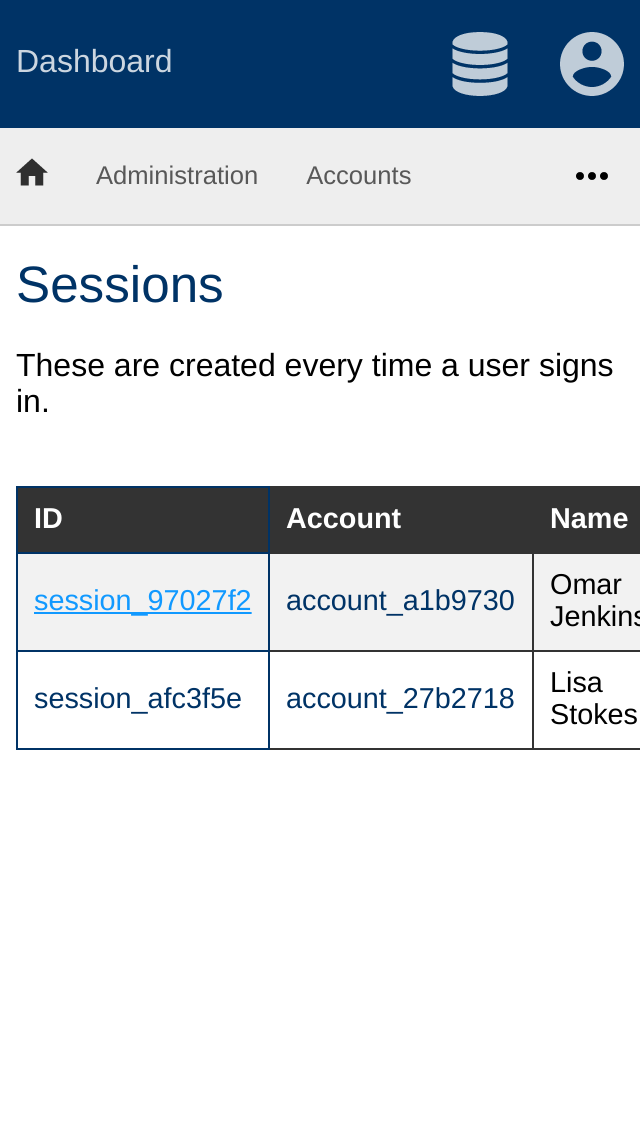 Dashboard
Administration Accounts
Sessions
These are created every time a user signs
in.
ID Account Name
session_97027f2 account_a1b9730 Omar
Jenkins
session_afc3f5e account_27b2718 Lisa
Stokes